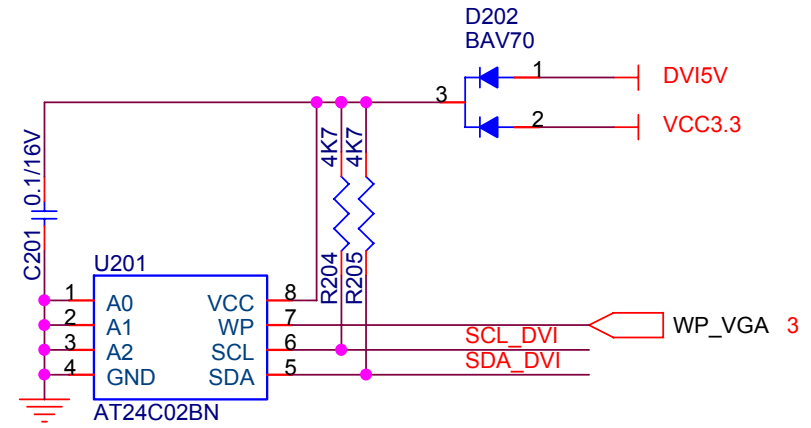 D202
BAV70
1
DVI5V
3
2
VCC3.3
C201 0.1/16V
4K7
4K7
R204
R205
U201
1 A0 VCC 8
2 A1 WP 7
WP_VGA 3
3 A2 SCL 6
SCL_DVI
4 GND SDA 5
SDA_DVI
AT24C02BN